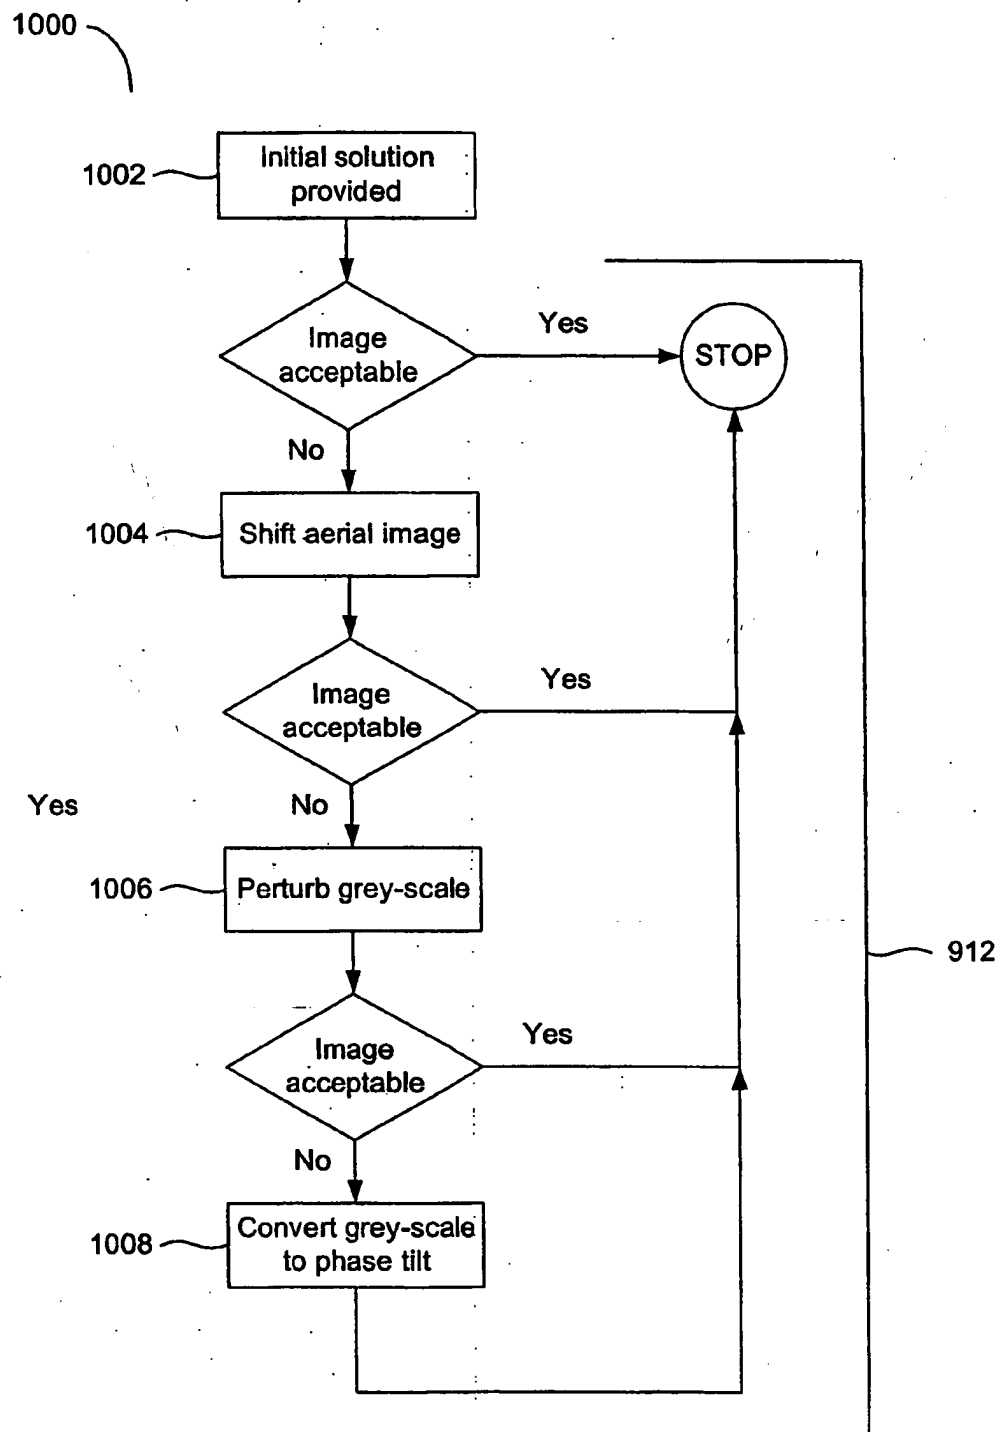 1000
1002
Initial solution
provided
Image
acceptable
Yes
STOP
No
1004
Shift aerial image
Image
acceptable
Yes
No
Yes
1006
Perturb grey-scale
912
Image
acceptable
Yes
No
1008
Convert grey-scale
to phase tilt